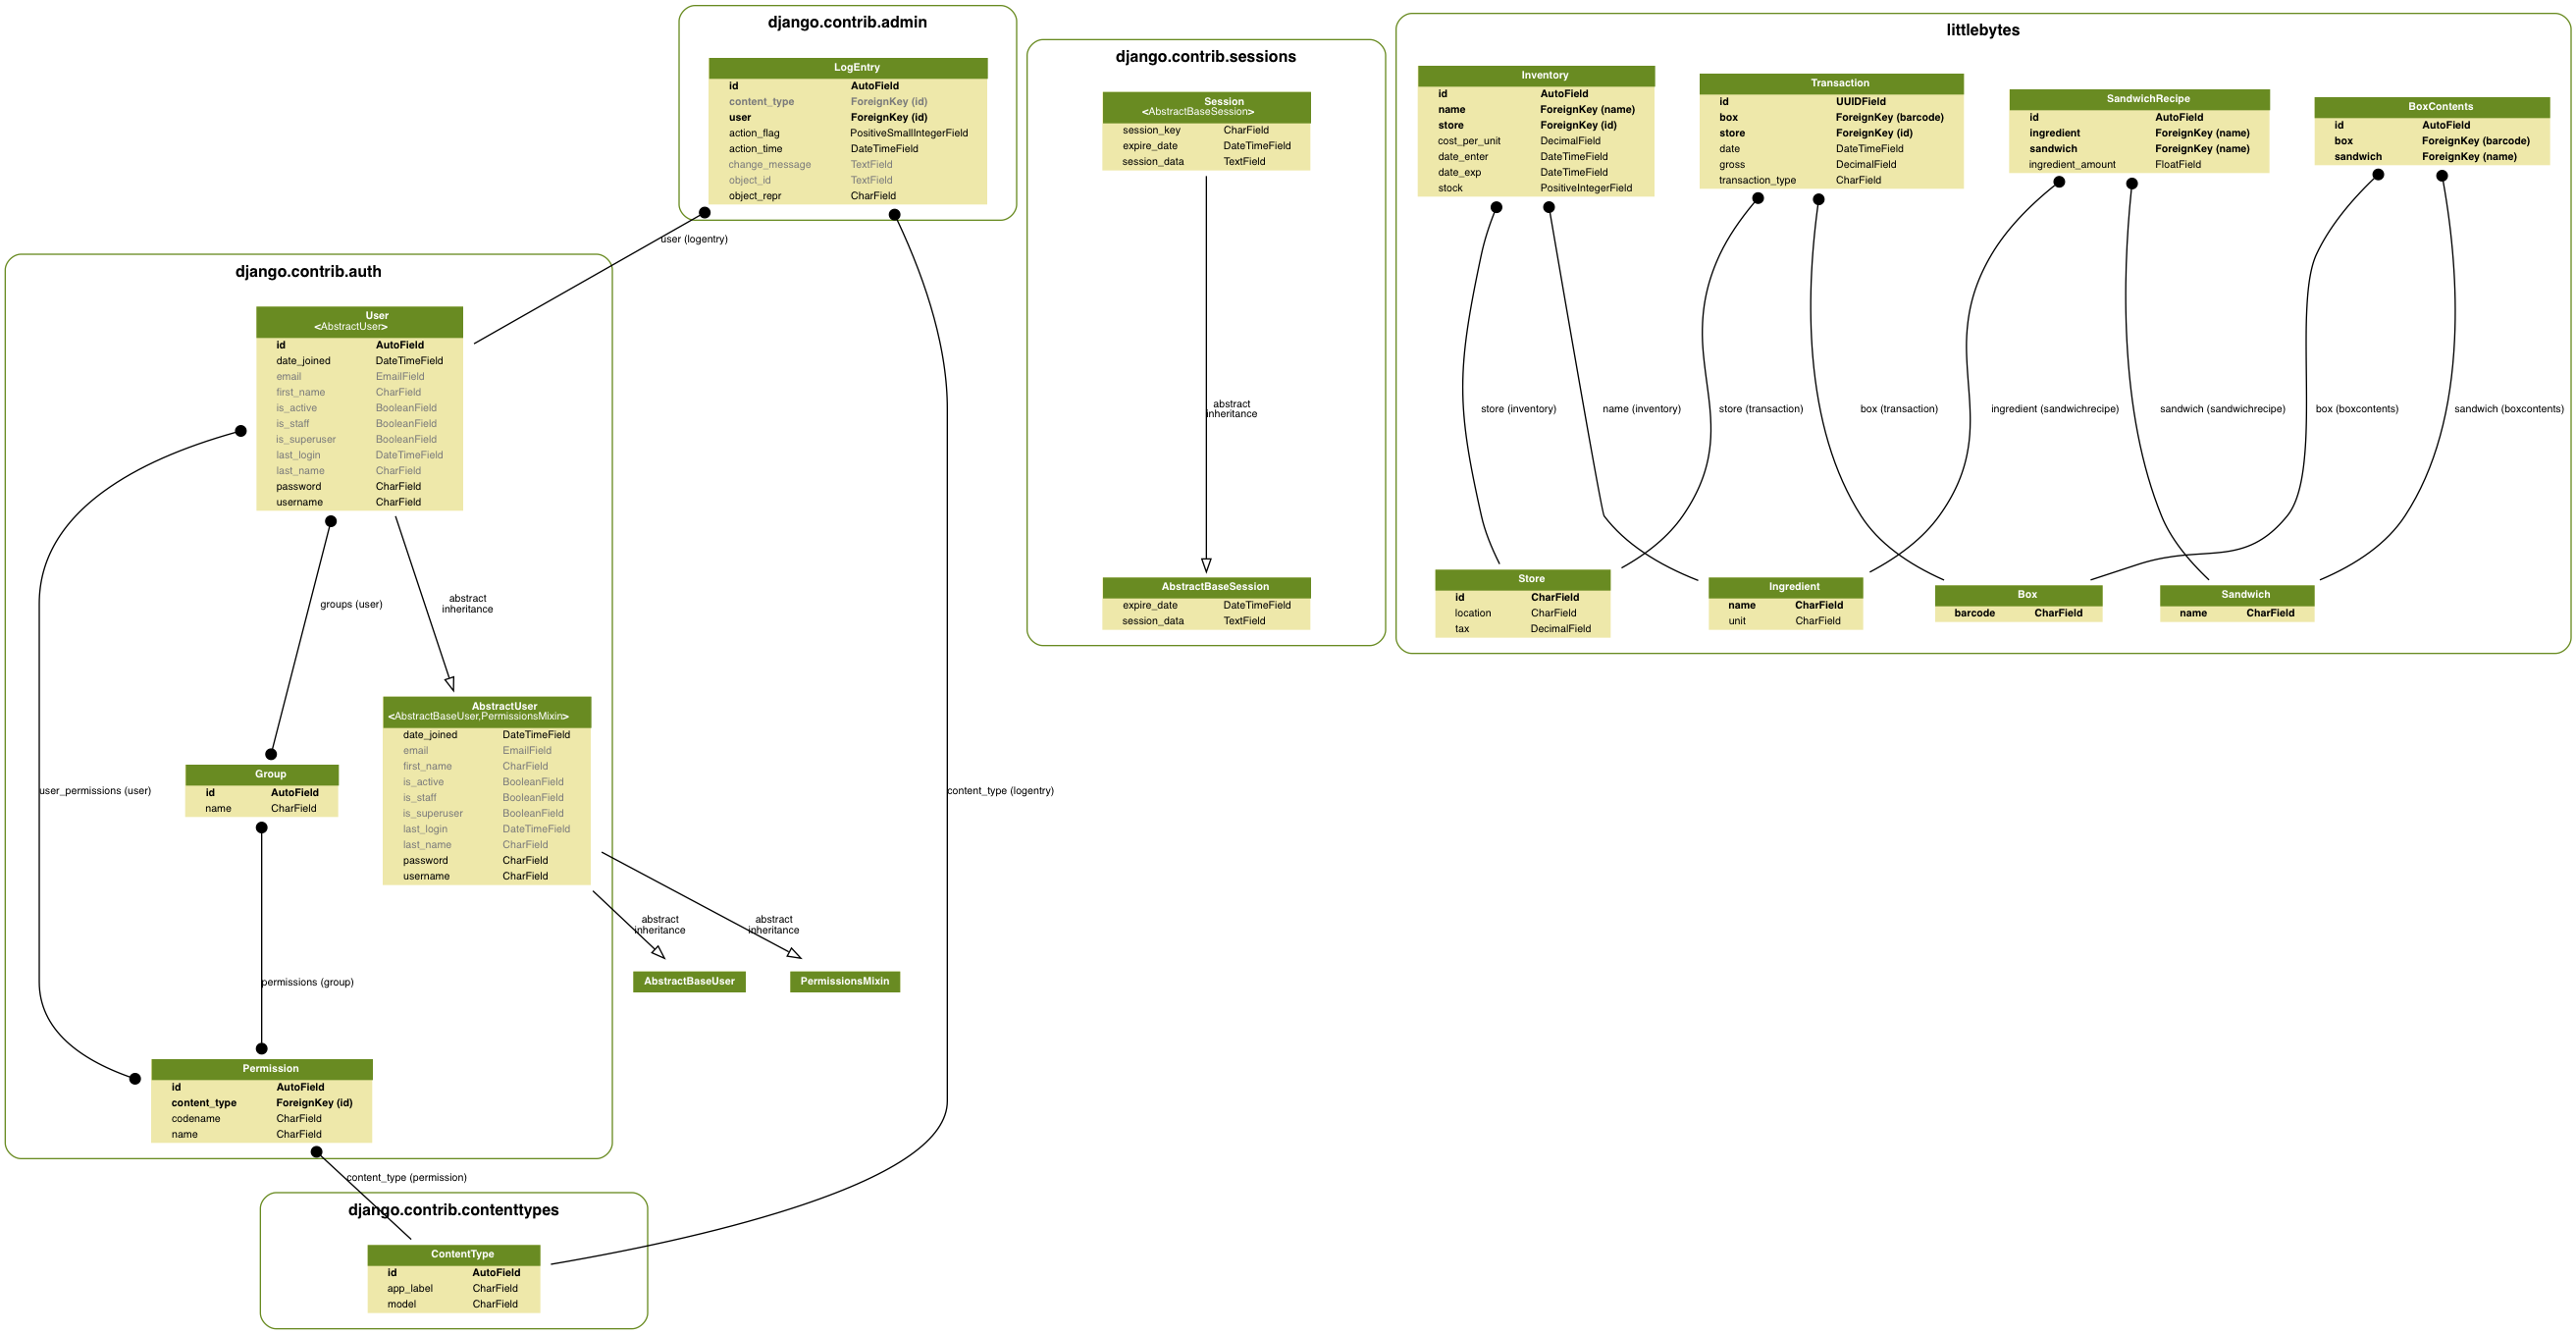 django.contrib.admin
LogEntry
id AutoField
content_type ForeignKey (id)
user ForeignKey (id)
action_flag PositiveSmallIntegerField
action_time DateTimeField
change_message TextField
object_id TextField
object_repr CharField
user (logentry)
content_type (logentry)
django.contrib.auth
User
<AbstractUser>
id AutoField
date_joined DateTimeField
email EmailField
first_name CharField
is_active BooleanField
is_staff BooleanField
is_superuser BooleanField
last_login DateTimeField
last_name CharField
password CharField
username CharField
groups (user)
abstract
inheritance
user_permissions (user)
AbstractUser
<AbstractBaseUser,PermissionsMixin>
date_joined DateTimeField
email EmailField
first_name CharField
is_active BooleanField
is_staff BooleanField
is_superuser BooleanField
last_login DateTimeField
last_name CharField
password CharField
username CharField
Group
id AutoField
name CharField
permissions (group)
abstract
inheritance
abstract
inheritance
AbstractBaseUser
PermissionsMixin
Permission
id AutoField
content_type ForeignKey (id)
codename CharField
name CharField
content_type (permission)
django.contrib.contenttypes
ContentType
id AutoField
app_label CharField
model CharField
django.contrib.sessions
Session
<AbstractBaseSession>
session_key CharField
expire_date DateTimeField
session_data TextField
abstract
inheritance
AbstractBaseSession
expire_date DateTimeField
session_data TextField
littlebytes
Inventory
id AutoField
name ForeignKey (name)
store ForeignKey (id)
cost_per_unit DecimalField
date_enter DateTimeField
date_exp DateTimeField
stock PositiveIntegerField
Transaction
id UUIDField
box ForeignKey (barcode)
store ForeignKey (id)
date DateTimeField
gross DecimalField
transaction_type CharField
SandwichRecipe
id AutoField
ingredient ForeignKey (name)
sandwich ForeignKey (name)
ingredient_amount FloatField
BoxContents
id AutoField
box ForeignKey (barcode)
sandwich ForeignKey (name)
store (inventory)
name (inventory)
store (transaction)
box (transaction)
ingredient (sandwichrecipe)
sandwich (sandwichrecipe)
box (boxcontents)
sandwich (boxcontents)
Store
id CharField
location CharField
tax DecimalField
Ingredient
name CharField
unit CharField
Box
barcode CharField
Sandwich
name CharField